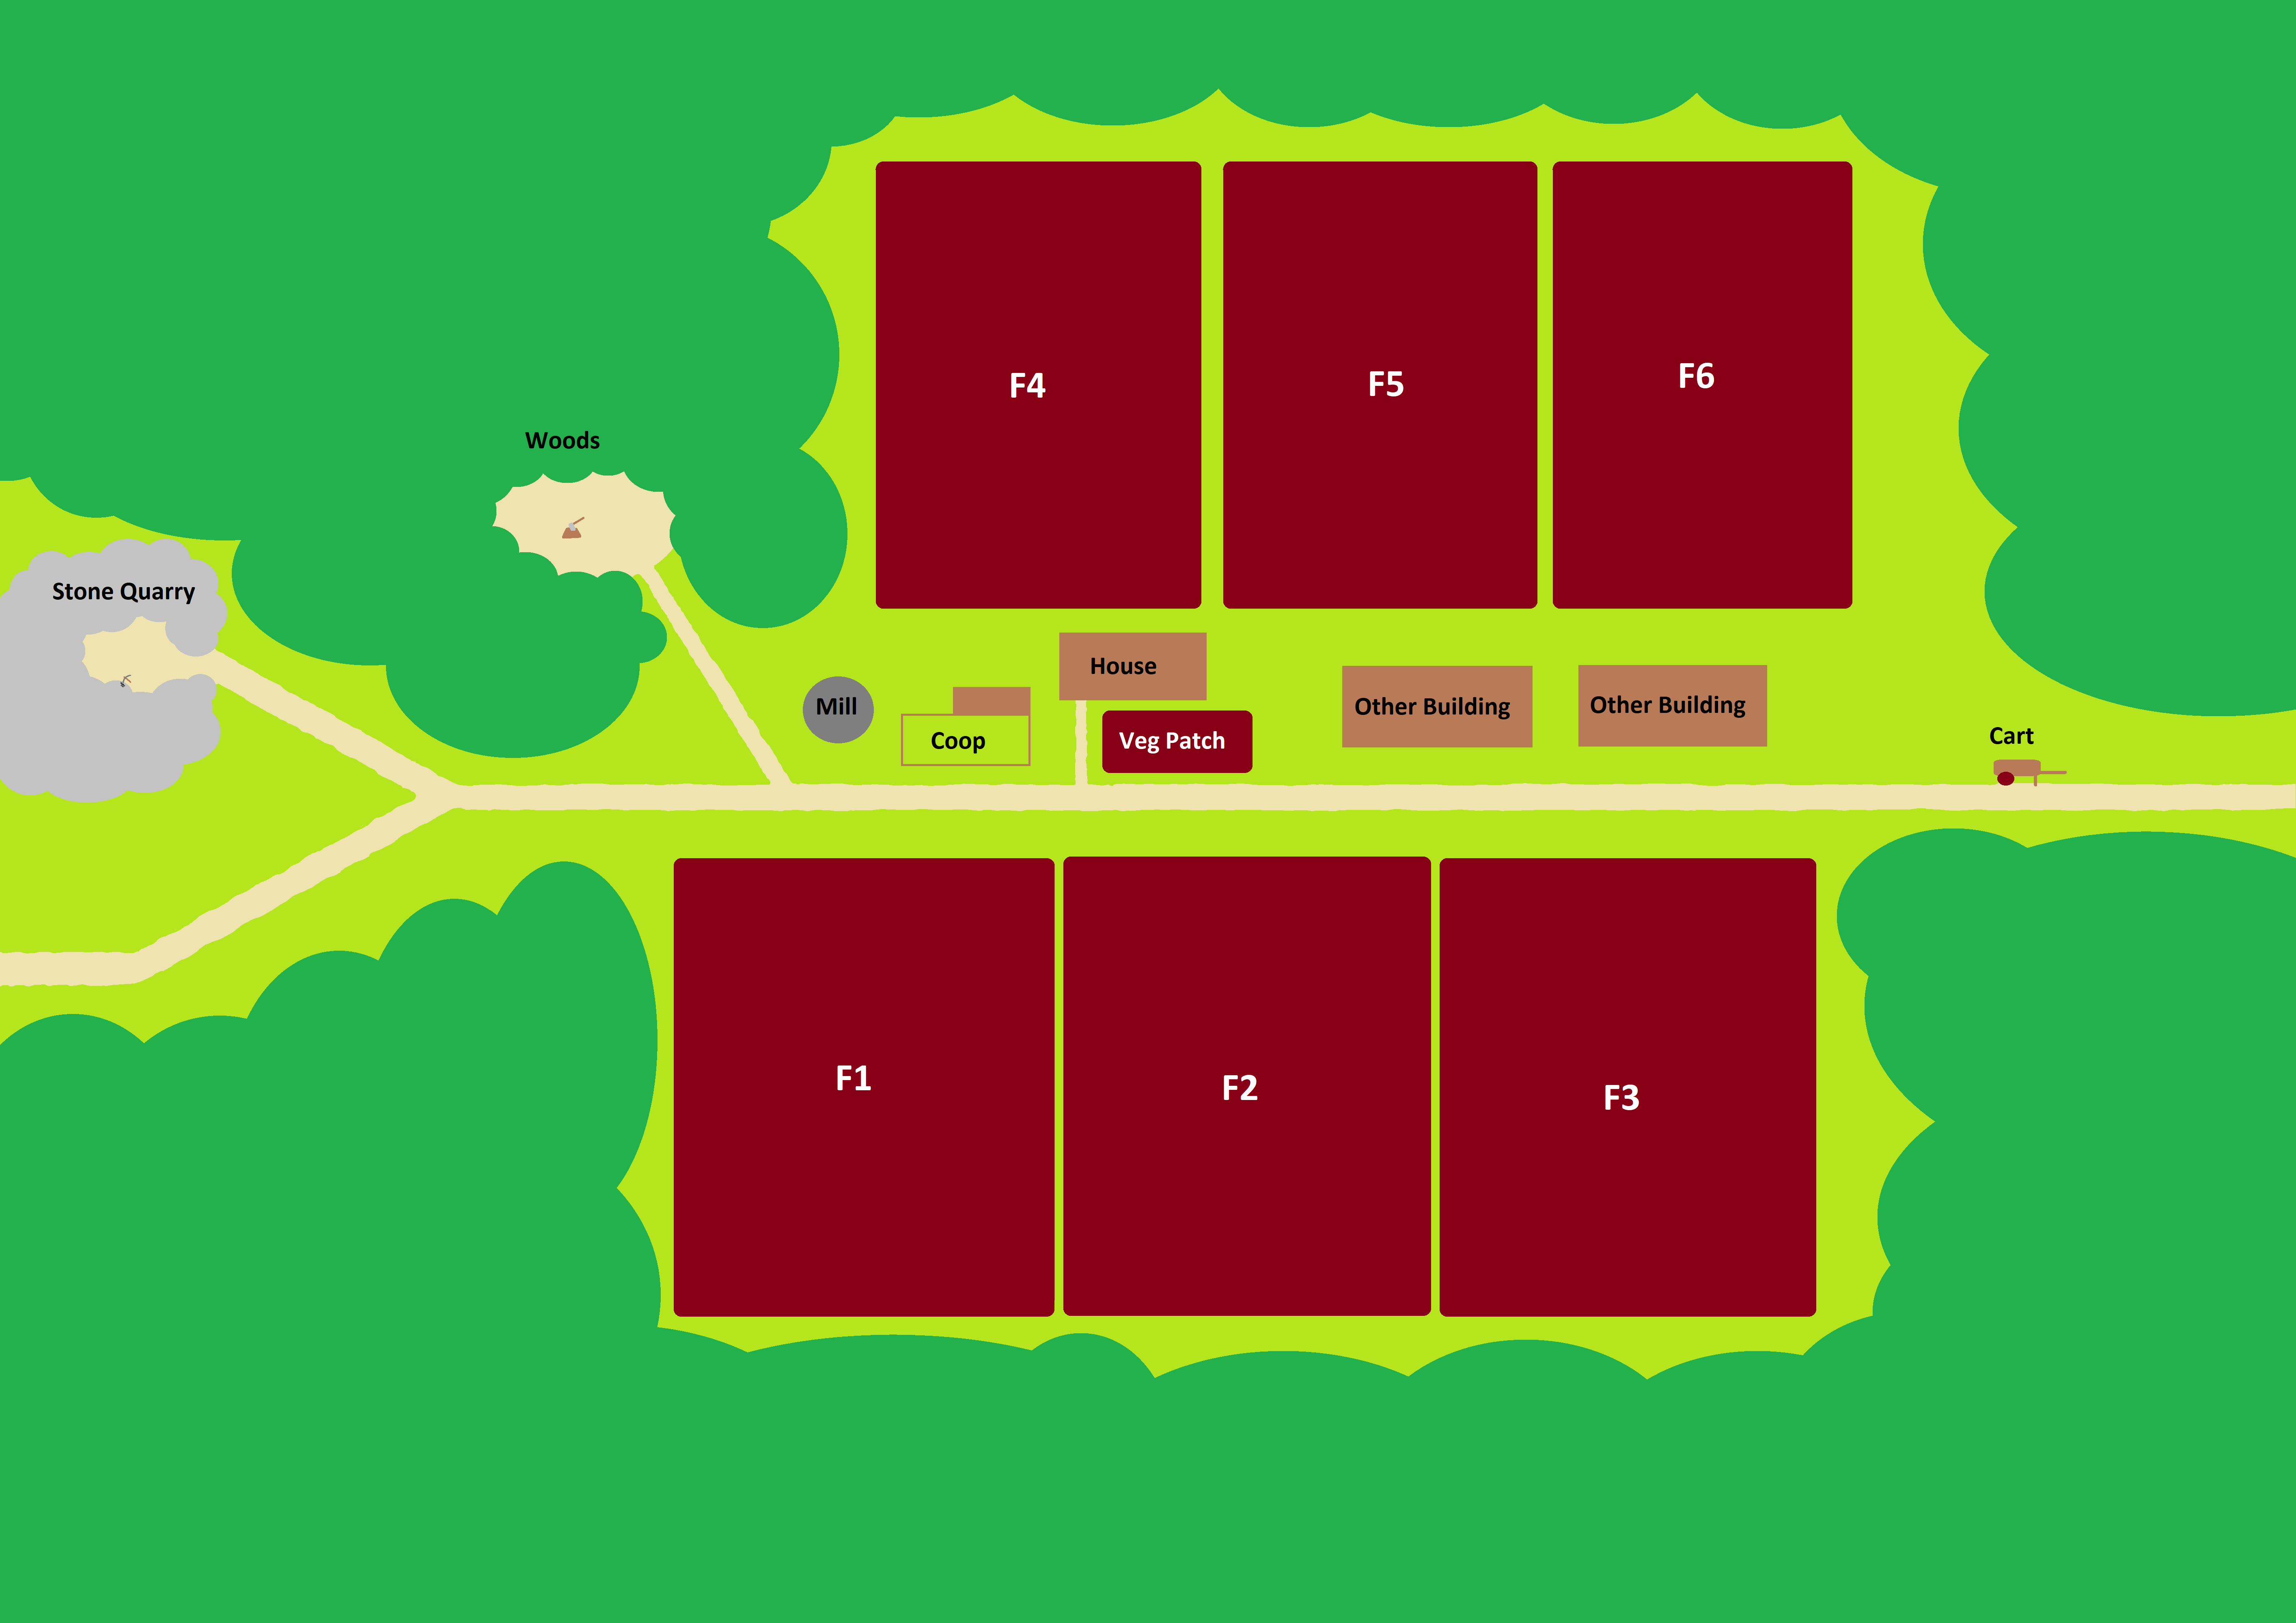 F4
F5
F6
Woods
Stone Quarry
House
Mill
Coop
Veg Patch
Other Building
Other Building
Cart
F1
F2
F3